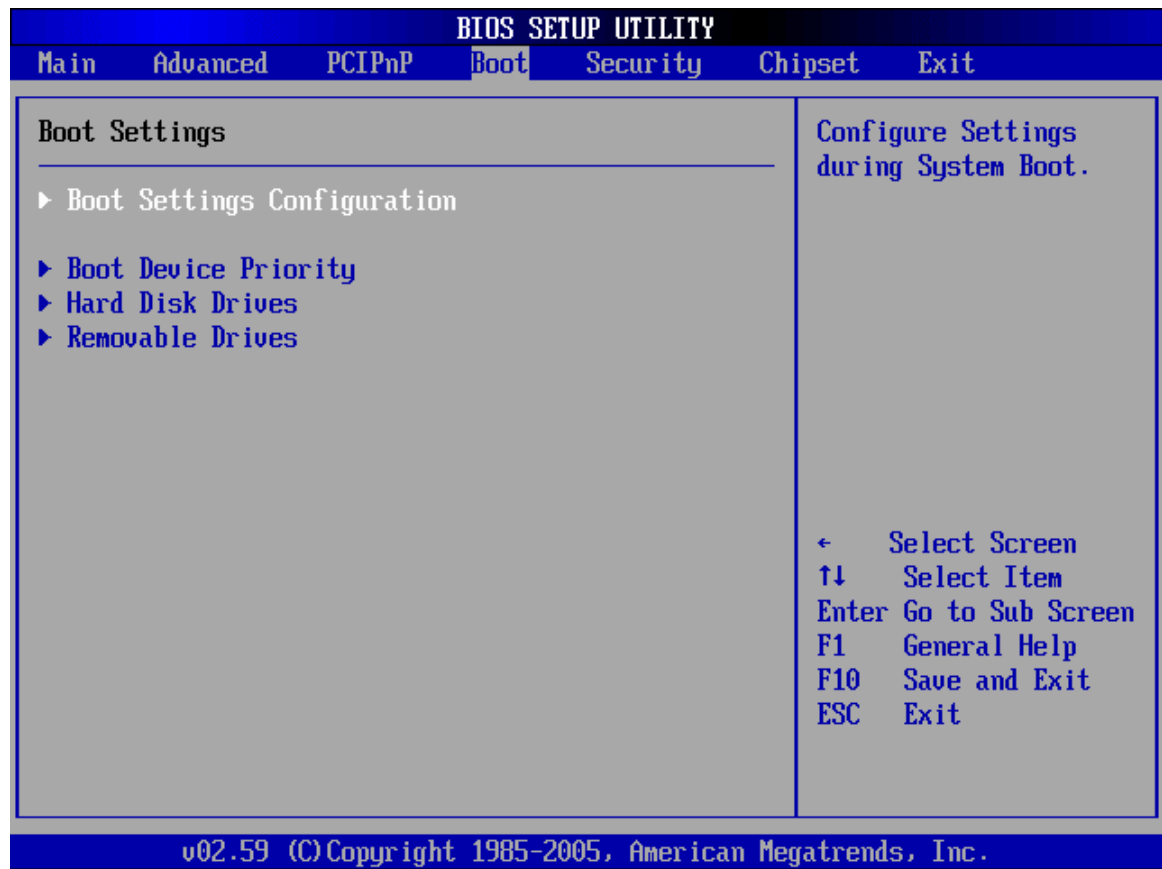 BIOS SETUP UTILITY
Main Advanced PCIPnP Boot Security Chipset Exit
Boot Settings
▶ Boot Settings Configuration
▶ Boot Device Priority
▶ Hard Disk Drives
▶ Removable Drives
Configure Settings
during System Boot.
← Select Screen
↑↓ Select Item
Enter Go to Sub Screen
F1 General Help
F10 Save and Exit
ESC Exit
v02.59 (C)Copyright 1985-2005, American Megatrends, Inc.